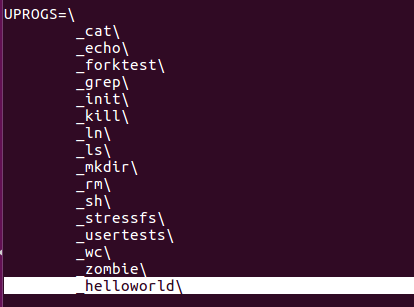 UPROGS=\
_cat\
_echo\
_forktest\
_grep\
_init\
_kill\
_ln\
_ls\
_mkdir\
_rm\
_sh\
_stressfs\
_usertests\
_wc\
_zombie\
_helloworld\